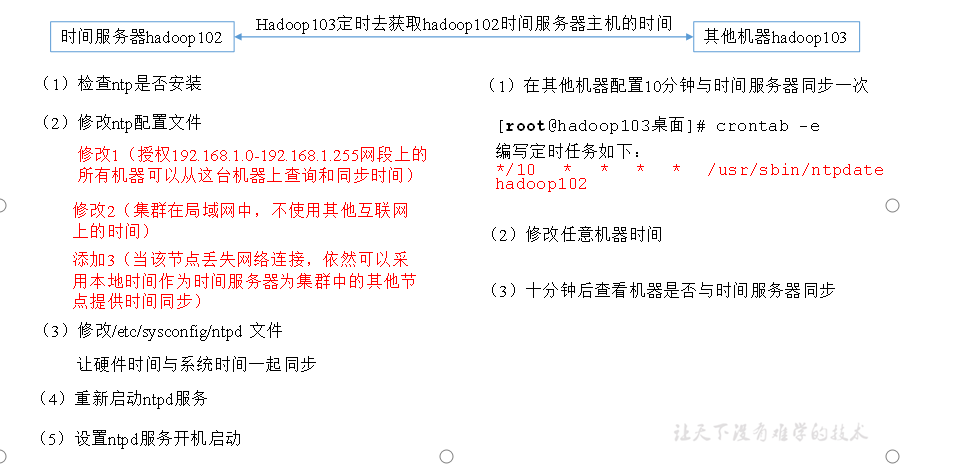 Hadoop103定时去获取hadoop102时间服务器主机的时间
时间服务器hadoop102
其他机器hadoop103
（1）检查ntp是否安装
（2）修改ntp配置文件
修改1（授权192.168.1.0-192.168.1.255网段上的
所有机器可以从这台机器上查询和同步时间）
修改2（集群在局域网中，不使用其他互联网
上的时间）
添加3（当该节点丢失网络连接，依然可以采
用本地时间作为时间服务器为集群中的其他节
点提供时间同步）
（3）修改/etc/sysconfig/ntpd 文件
让硬件时间与系统时间一起同步
（4）重新启动ntpd服务
（5）设置ntpd服务开机启动
（1）在其他机器配置10分钟与时间服务器同步一次
[root@hadoop103桌面]# crontab -e
编写定时任务如下：
*/10 * * * * /usr/sbin/ntpdate
hadoop102
（2）修改任意机器时间
（3）十分钟后查看机器是否与时间服务器同步
让天下没有难学的技术